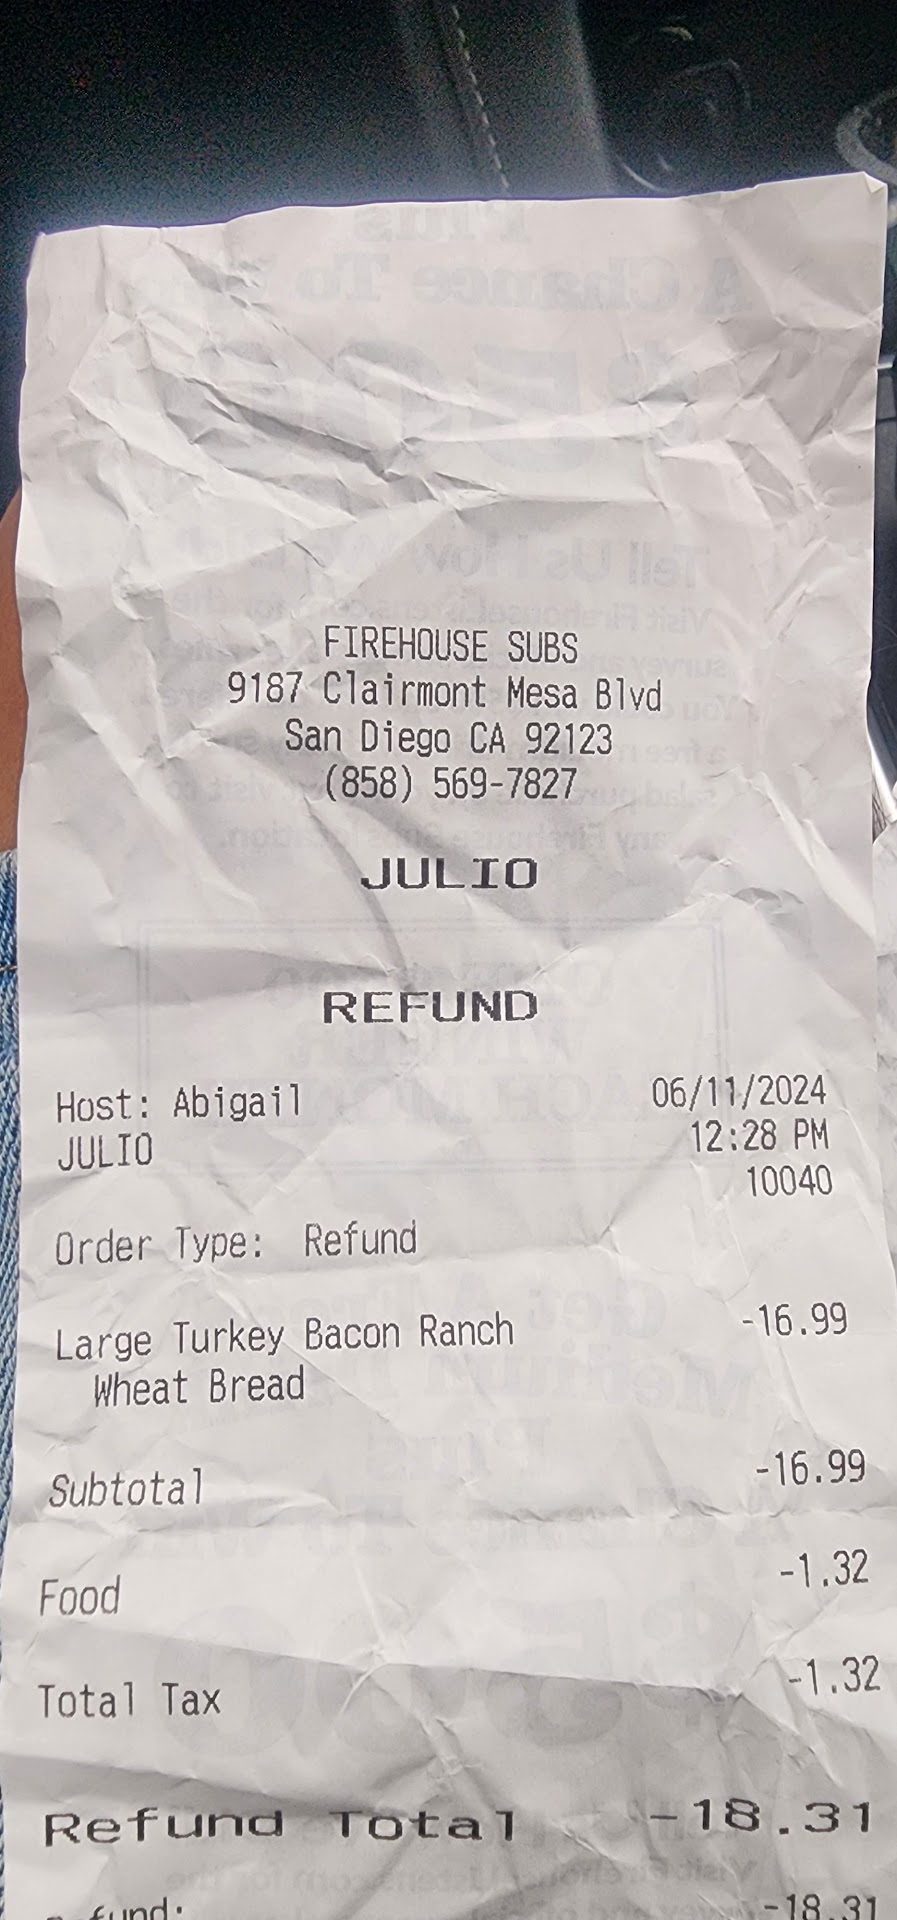 FIREHOUSE SUBS
9187 Clairmont Mesa Blvd
San Diego CA 92123
(858) 569-7827
JULIO
REFUND
Host: Abigail 06/11/2024
JULIO 12:28 PM
10040
Order Type: Refund
Large Turkey Bacon Ranch -16.99
Wheat Bread
Subtotal -16.99
Food -1.32
Total Tax -1.32
Refund Total -18.31
-18.31